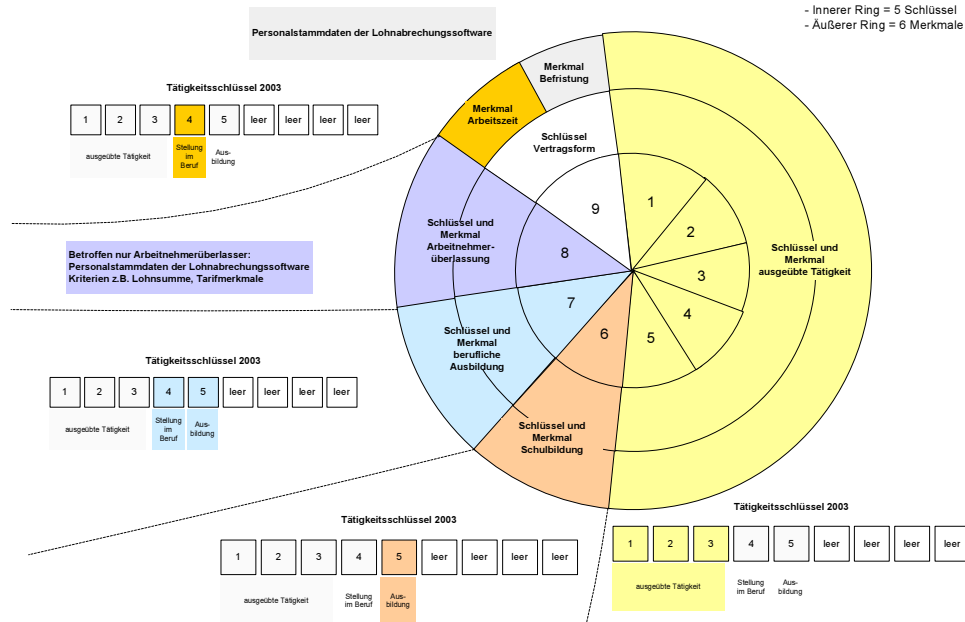 - Innerer Ring = 5 Schlüssel
- Äußerer Ring = 6 Merkmale
Personalstammdaten der Lohnabrechungssoftware
Merkmal
Befristung
Merkmal
Arbeitszeit
Schlüssel
Vertragsform
Tätigkeitsschlüssel 2003
1 2 3 4 5 leer leer leer leer
ausgeübte Tätigkeit
Stellung
im
Beruf
Aus-
bildung
Schlüssel und
Merkmal
Arbeitnehmer-
überlassung
Schlüssel und
Merkmal
ausgeübte Tätigkeit
1
2
3
4
5
6
7
8
9
Betroffen nur Arbeitnehmerüberlasser:
Personalstammdaten der Lohnabrechungssoftware
Kriterien z.B. Lohnsumme, Tarifmerkmale
Schlüssel und
Merkmal
berufliche
Ausbildung
Tätigkeitsschlüssel 2003
1 2 3 4 5 leer leer leer leer
ausgeübte Tätigkeit
Stellung
im
Beruf
Aus-
bildung
Schlüssel und
Merkmal
Schulbildung
Tätigkeitsschlüssel 2003
1 2 3 4 5 leer leer leer leer
ausgeübte Tätigkeit
Stellung
im Beruf
Aus-
bildung
Tätigkeitsschlüssel 2003
1 2 3 4 5 leer leer leer leer
ausgeübte Tätigkeit
Stellung
im Beruf
Aus-
bildung